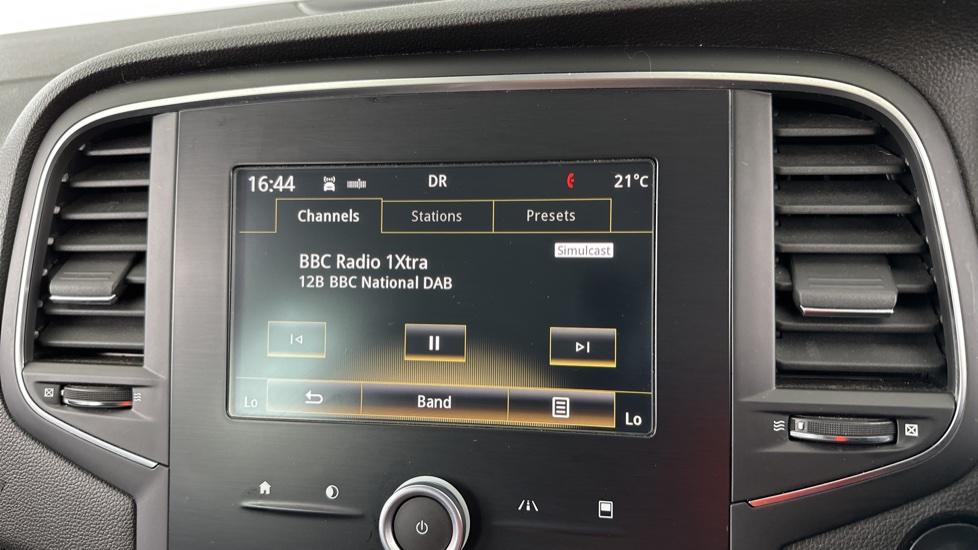 16:44 DR 21°C
Channels Stations Presets
Simulcast
BBC Radio 1Xtra
12B BBC National DAB
Lo Band Lo